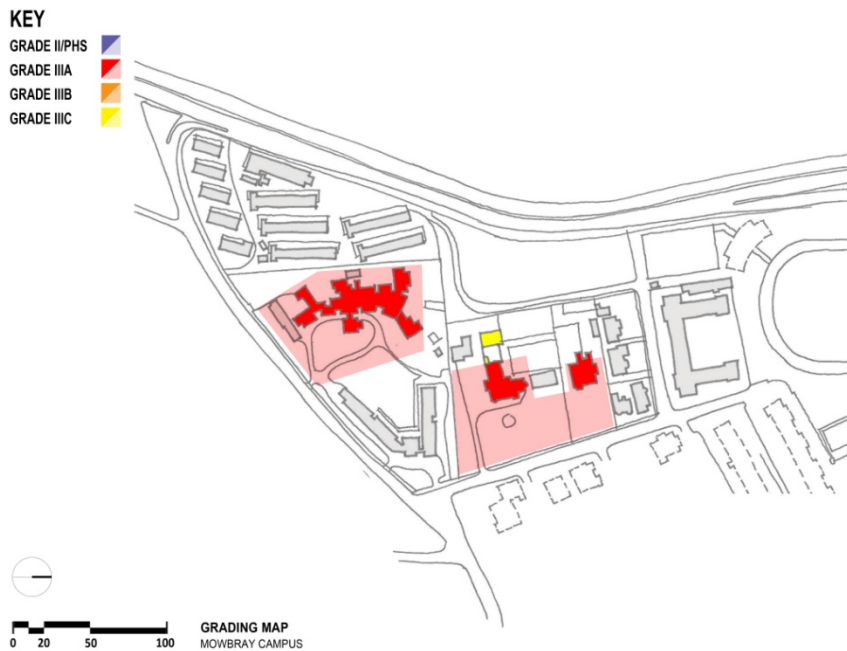 KEY
GRADE II/PHS
GRADE IIIA
GRADE IIIB
GRADE IIIC
0 20 50 100
GRADING MAP
MOWBRAY CAMPUS